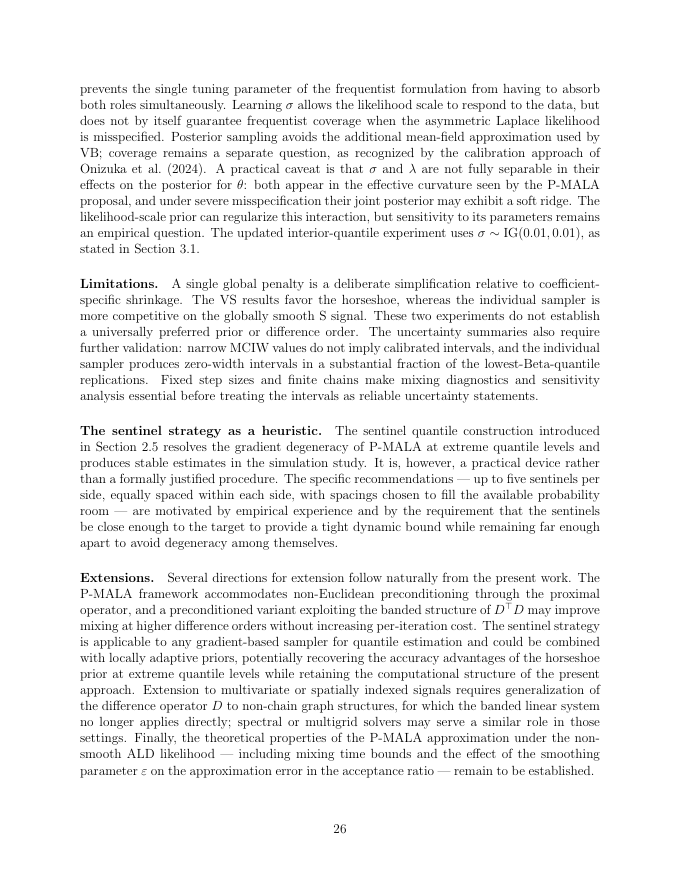 prevents the single tuning parameter of the frequentist formulation from having to absorb
both roles simultaneously. Learning σ allows the likelihood scale to respond to the data, but
does not by itself guarantee frequentist coverage when the asymmetric Laplace likelihood
is misspecified. Posterior sampling avoids the additional mean-field approximation used by
VB; coverage remains a separate question, as recognized by the calibration approach of
Onizuka et al. (2024). A practical caveat is that σ and λ are not fully separable in their
effects on the posterior for θ: both appear in the effective curvature seen by the P-MALA
proposal, and under severe misspecification their joint posterior may exhibit a soft ridge. The
likelihood-scale prior can regularize this interaction, but sensitivity to its parameters remains
an empirical question. The updated interior-quantile experiment uses σ ∼ IG(0.01, 0.01), as
stated in Section 3.1.
Limitations. A single global penalty is a deliberate simplification relative to coefficient-
specific shrinkage. The VS results favor the horseshoe, whereas the individual sampler is
more competitive on the globally smooth S signal. These two experiments do not establish
a universally preferred prior or difference order. The uncertainty summaries also require
further validation: narrow MCIW values do not imply calibrated intervals, and the individual
sampler produces zero-width intervals in a substantial fraction of the lowest-Beta-quantile
replications. Fixed step sizes and finite chains make mixing diagnostics and sensitivity
analysis essential before treating the intervals as reliable uncertainty statements.
The sentinel strategy as a heuristic. The sentinel quantile construction introduced
in Section 2.5 resolves the gradient degeneracy of P-MALA at extreme quantile levels and
produces stable estimates in the simulation study. It is, however, a practical device rather
than a formally justified procedure. The specific recommendations — up to five sentinels per
side, equally spaced within each side, with spacings chosen to fill the available probability
room — are motivated by empirical experience and by the requirement that the sentinels
be close enough to the target to provide a tight dynamic bound while remaining far enough
apart to avoid degeneracy among themselves.
Extensions. Several directions for extension follow naturally from the present work. The
P-MALA framework accommodates non-Euclidean preconditioning through the proximal
operator, and a preconditioned variant exploiting the banded structure of D⊤D may improve
mixing at higher difference orders without increasing per-iteration cost. The sentinel strategy
is applicable to any gradient-based sampler for quantile estimation and could be combined
with locally adaptive priors, potentially recovering the accuracy advantages of the horseshoe
prior at extreme quantile levels while retaining the computational structure of the present
approach. Extension to multivariate or spatially indexed signals requires generalization of
the difference operator D to non-chain graph structures, for which the banded linear system
no longer applies directly; spectral or multigrid solvers may serve a similar role in those
settings. Finally, the theoretical properties of the P-MALA approximation under the non-
smooth ALD likelihood — including mixing time bounds and the effect of the smoothing
parameter ε on the approximation error in the acceptance ratio — remain to be established.
26